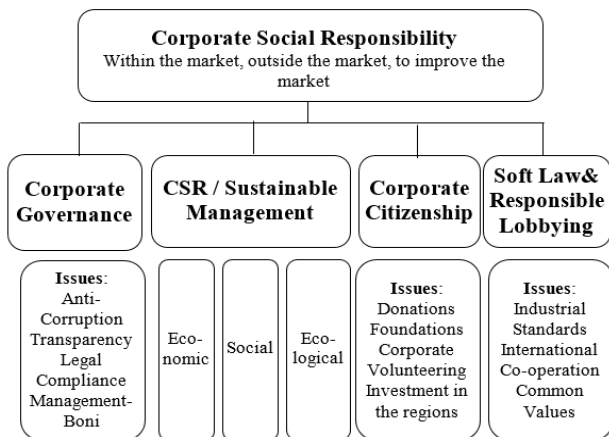 Corporate Social Responsibility
Within the market, outside the market, to improve the
market
Corporate
Governance
CSR / Sustainable
Management
Corporate
Citizenship
Soft Law&
Responsible
Lobbying
Issues:
Anti-
Corruption
Transparency
Legal
Compliance
Management-
Boni
Eco-
nomic
Social
Eco-
logical
Issues:
Donations
Foundations
Corporate
Volunteering
Investment in
the regions
Issues:
Industrial
Standards
International
Co-operation
Common
Values